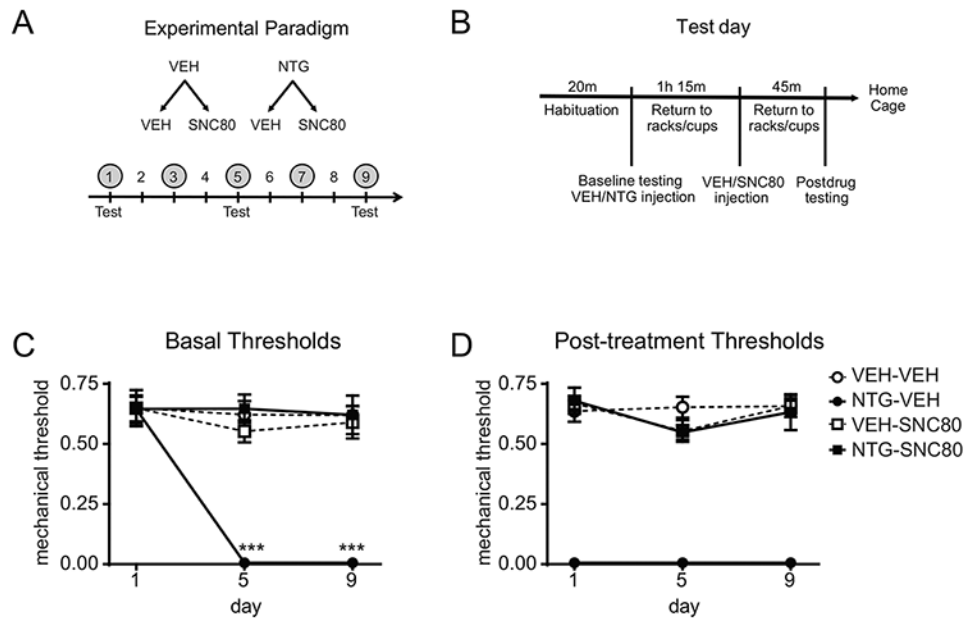 A
Experimental Paradigm
VEH NTG
VEH SNC80 VEH SNC80
1 2 3 4 5 6 7 8 9
Test Test Test
B
Test day
20m 1h 15m 45m
Habituation
Return to
racks/cups
Return to
racks/cups
Home
Cage
Baseline testing
VEH/NTG injection
VEH/SNC80
injection
Postdrug
testing
C
Basal Thresholds
mechanical threshold
0.75
0.50
0.25
0.00
*** ***
1 5 9
day
D
Post-treatment Thresholds
mechanical threshold
0.75
0.50
0.25
0.00
1 5 9
day
VEH-VEH
NTG-VEH
VEH-SNC80
NTG-SNC80